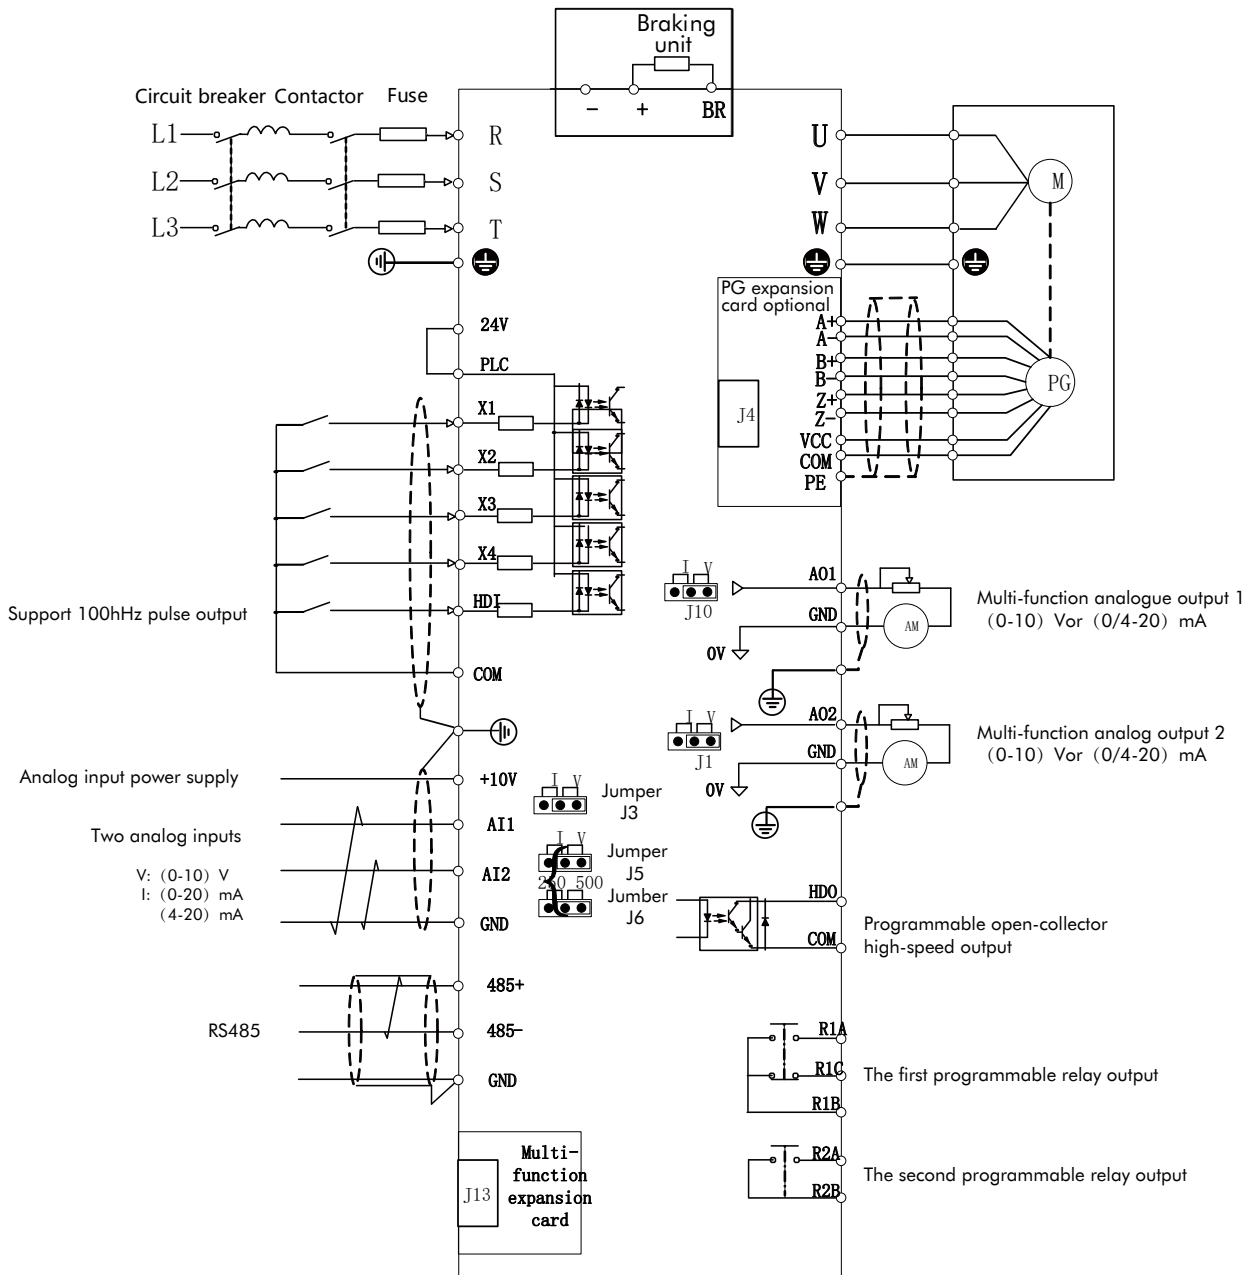 Braking
unit
- + BR
Circuit breaker Contactor Fuse
L1 R
L2 S
L3 T
U
V
W
M
PG expansion
card optional
A+
A-
B+
B-
Z+
Z-
VCC
COM
PE
J4
PG
24V
PLC
X1
X2
X3
X4
HDI
COM
Support 100hHz pulse output
I V
J10
AO1
GND
0V
AM
Multi-function analogue output 1
(0-10) Vor (0/4-20) mA
I V
J1
AO2
GND
0V
AM
Multi-function analog output 2
(0-10) Vor (0/4-20) mA
Analog input power supply
+10V
I V
Jumper
J3
Two analog inputs
AI1
V: (0-10) V
I: (0-20) mA
(4-20) mA
AI2
I V
Jumper
J5
250 500
Jumber
J6
GND
HDO
COM
Programmable open-collector
high-speed output
RS485
485+
485-
GND
R1A
R1C
R1B
The first programmable relay output
R2A
R2B
The second programmable relay output
J13
Multi-
function
expansion
card